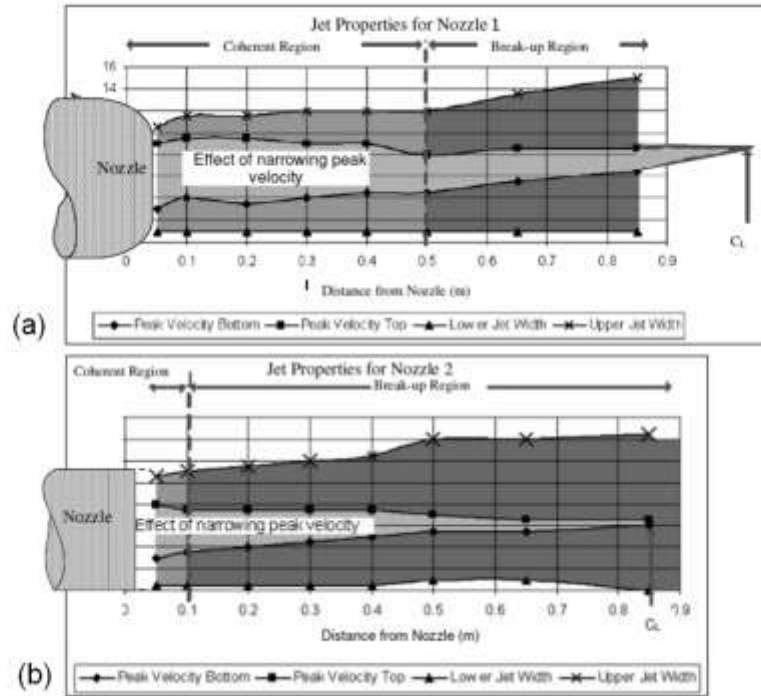 Jet Properties for Nozzle 1
Coherent Region
Break-up Region
16
14
Nozzle
Effect of narrowing peak
velocity
C_L
0 0.1 0.2 0.3 0.4 0.5 0.6 0.7 0.8 0.9
Distance from Nozzle (m)
(a)
Peak Velocity Bottom Peak Velocity Top Lower Jet Width Upper Jet Width
Jet Properties for Nozzle 2
Coherent Region
Break-up Region
Nozzle
Effect of narrowing peak velocity
0.1 0.2 0.3 0.4 0.5 0.6 0.7 0.8 0.9
C_L
Distance from Nozzle (m)
(b)
Peak Velocity Bottom Peak Velocity Top Lower Jet Width Upper Jet Width